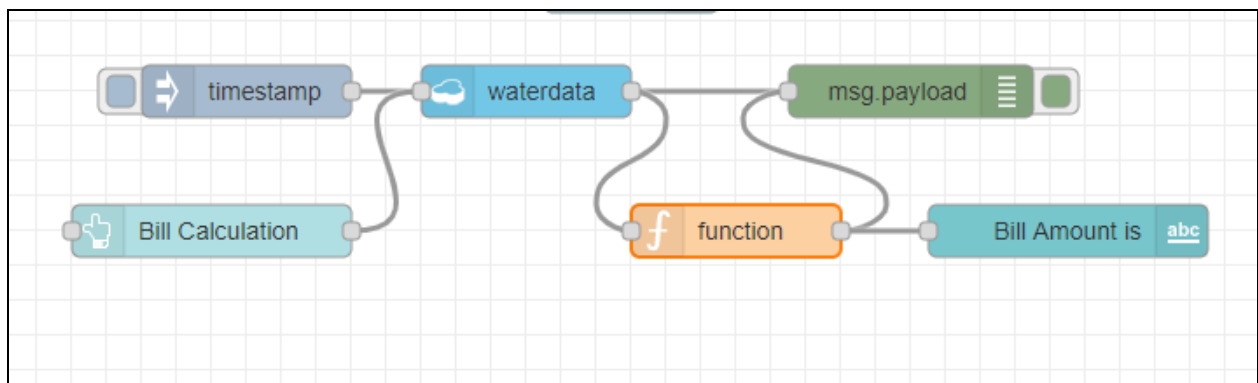 timestamp
waterdata
msg.payload
Bill Calculation
f
function
Bill Amount is
abc